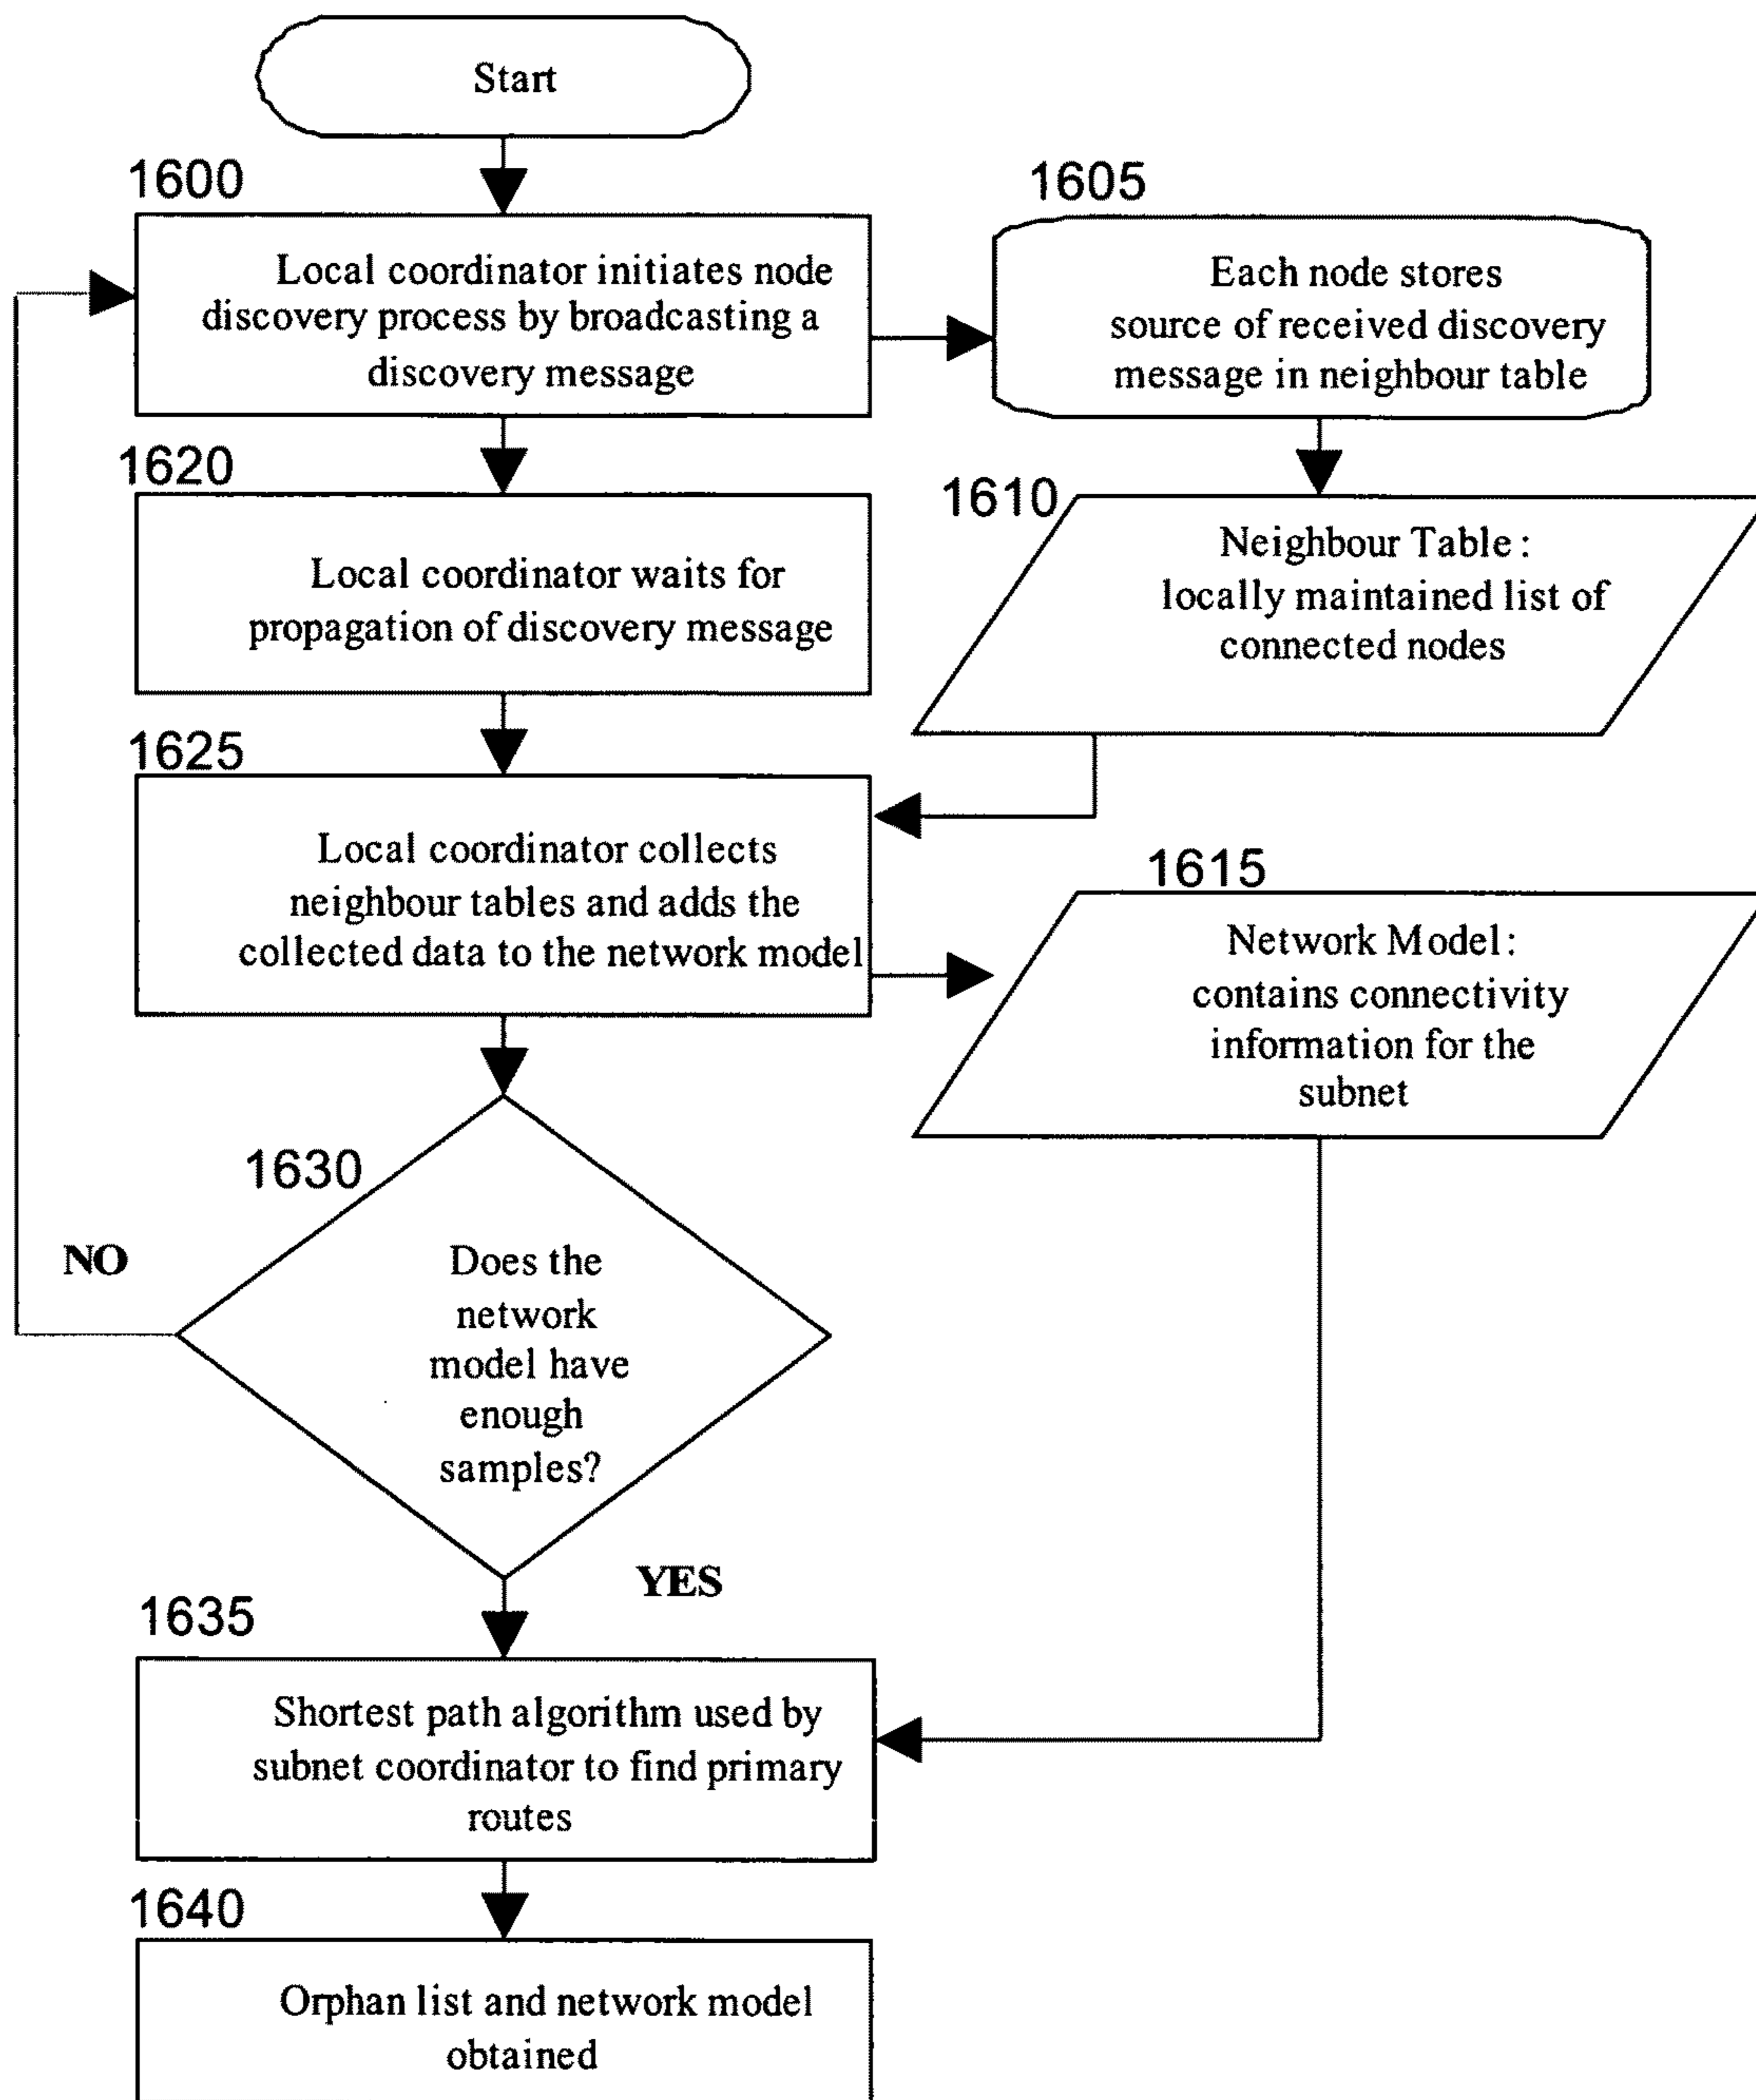 Start
1600
Local coordinator initiates node
discovery process by broadcasting a
discovery message
1605
Each node stores
source of received discovery
message in neighbour table
1620
Local coordinator waits for
propagation of discovery message
1610
Neighbour Table :
locally maintained list of
connected nodes
1625
Local coordinator collects
neighbour tables and adds the
collected data to the network model
1615
Network Model:
contains connectivity
information for the
subnet
1630
NO
Does the
network
model have
enough
samples?
YES
1635
Shortest path algorithm used by
subnet coordinator to find primary
routes
1640
Orphan list and network model
obtained